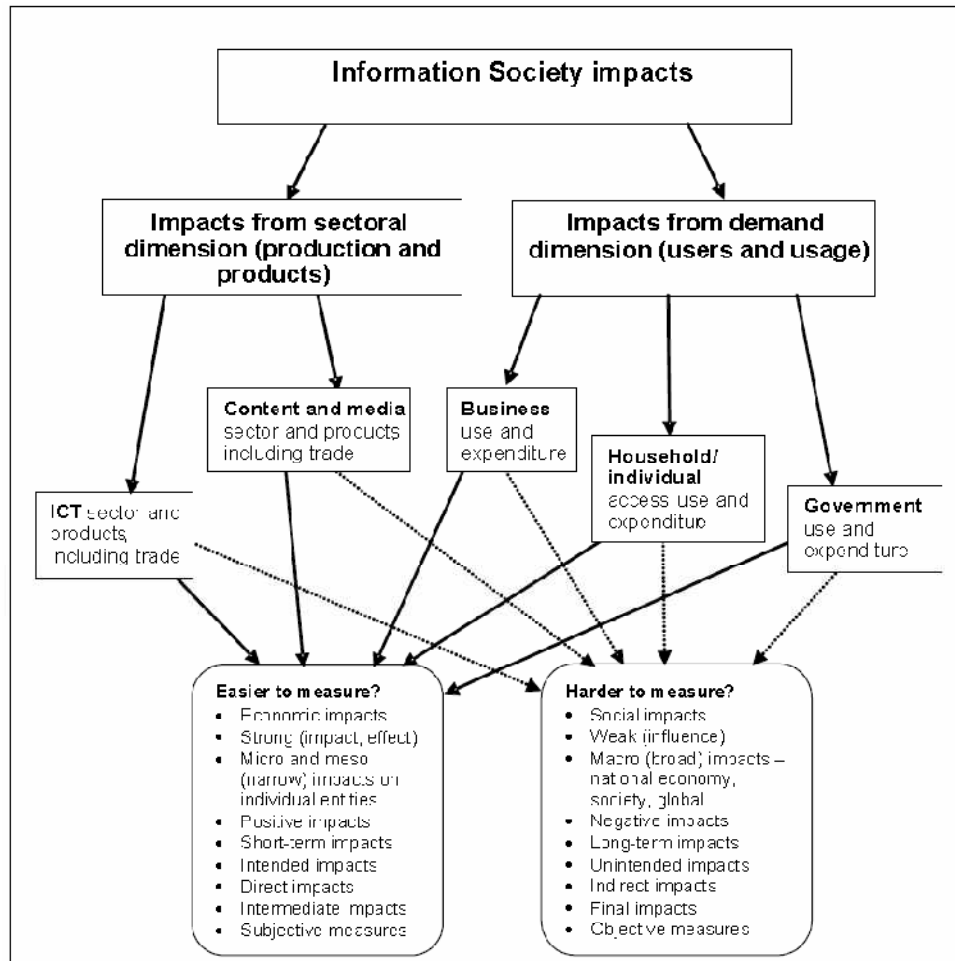 Information Society impacts
Impacts from sectoral
dimension (production and
products)
Impacts from demand
dimension (users and usage)
Content and media
sector and products
including trade
Business
use and
expenditure
Household/
individual
access use and
expenditure
ICT sector and
products,
including trade
Government
use and
expenditure
Easier to measure?
• Economic impacts
• Strong (impact, effect)
• Micro and meso
(narrow) impacts on
individual entities
• Positive impacts
• Short-term impacts
• Intended impacts
• Direct impacts
• Intermediate impacts
• Subjective measures
Harder to measure?
• Social impacts
• Weak (influence)
• Macro (broad) impacts –
national economy,
society, global
• Negative impacts
• Long-term impacts
• Unintended impacts
• Indirect impacts
• Final impacts
• Objective measures